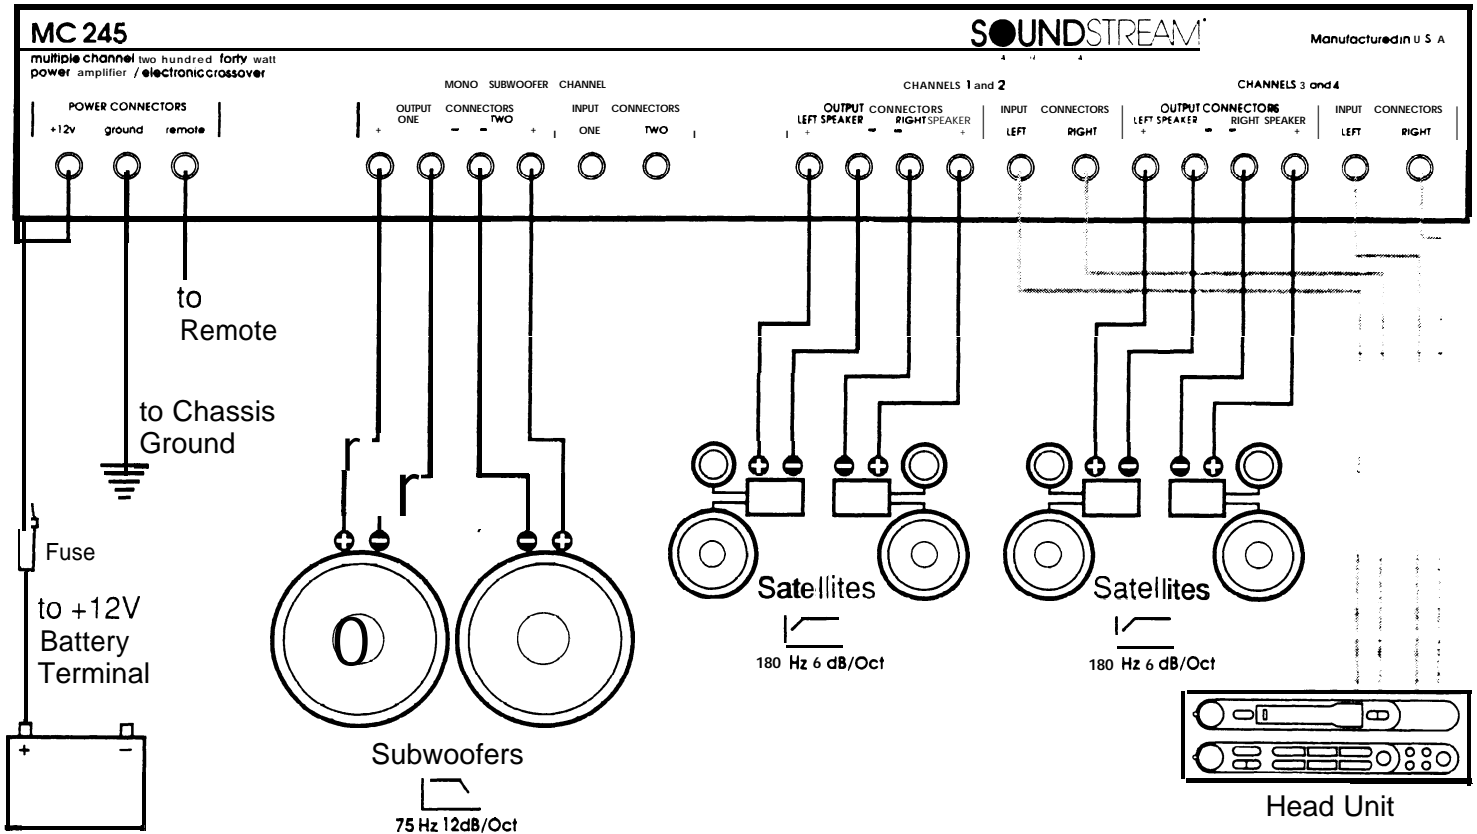 MC 245
SOUNDSTREAM
Manufactured in U S A
multiple channel two hundred forty watt
power amplifier / electronic crossover
MONO SUBWOOFER CHANNEL
CHANNELS 1 and 2
CHANNELS 3 and 4
POWER CONNECTORS
+12v ground remote
OUTPUT CONNECTORS
ONE TWO
+ - - +
INPUT CONNECTORS
ONE TWO
OUTPUT CONNECTORS
LEFT SPEAKER RIGHT SPEAKER
+ - - +
INPUT CONNECTORS
LEFT RIGHT
OUTPUT CONNECTORS
LEFT SPEAKER RIGHT SPEAKER
+ - - +
INPUT CONNECTORS
LEFT RIGHT
to
Remote
to Chassis
Ground
Fuse
to +12V
Battery
Terminal
+ −
+ − − +
Subwoofers
75 Hz 12dB/Oct
+ − − +
Satellites
180 Hz 6 dB/Oct
+ − − +
Satellites
180 Hz 6 dB/Oct
Head Unit